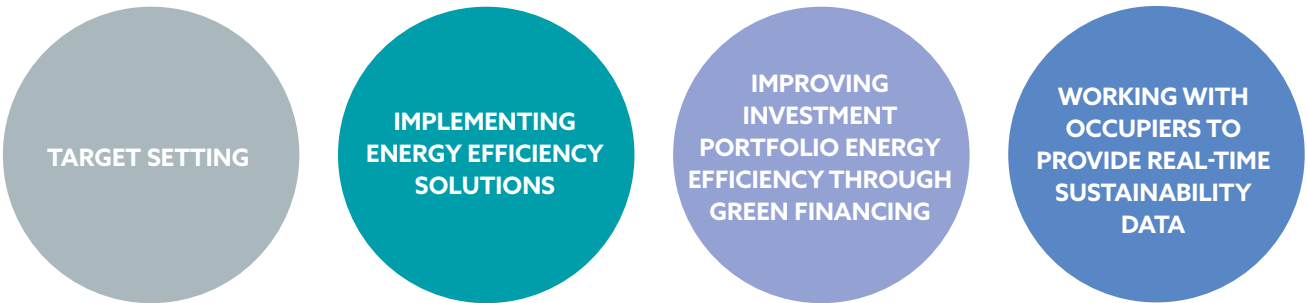 TARGET SETTING
IMPLEMENTING
ENERGY EFFICIENCY
SOLUTIONS
IMPROVING
INVESTMENT
PORTFOLIO ENERGY
EFFICIENCY THROUGH
GREEN FINANCING
WORKING WITH
OCCUPIERS TO
PROVIDE REAL-TIME
SUSTAINABILITY
DATA